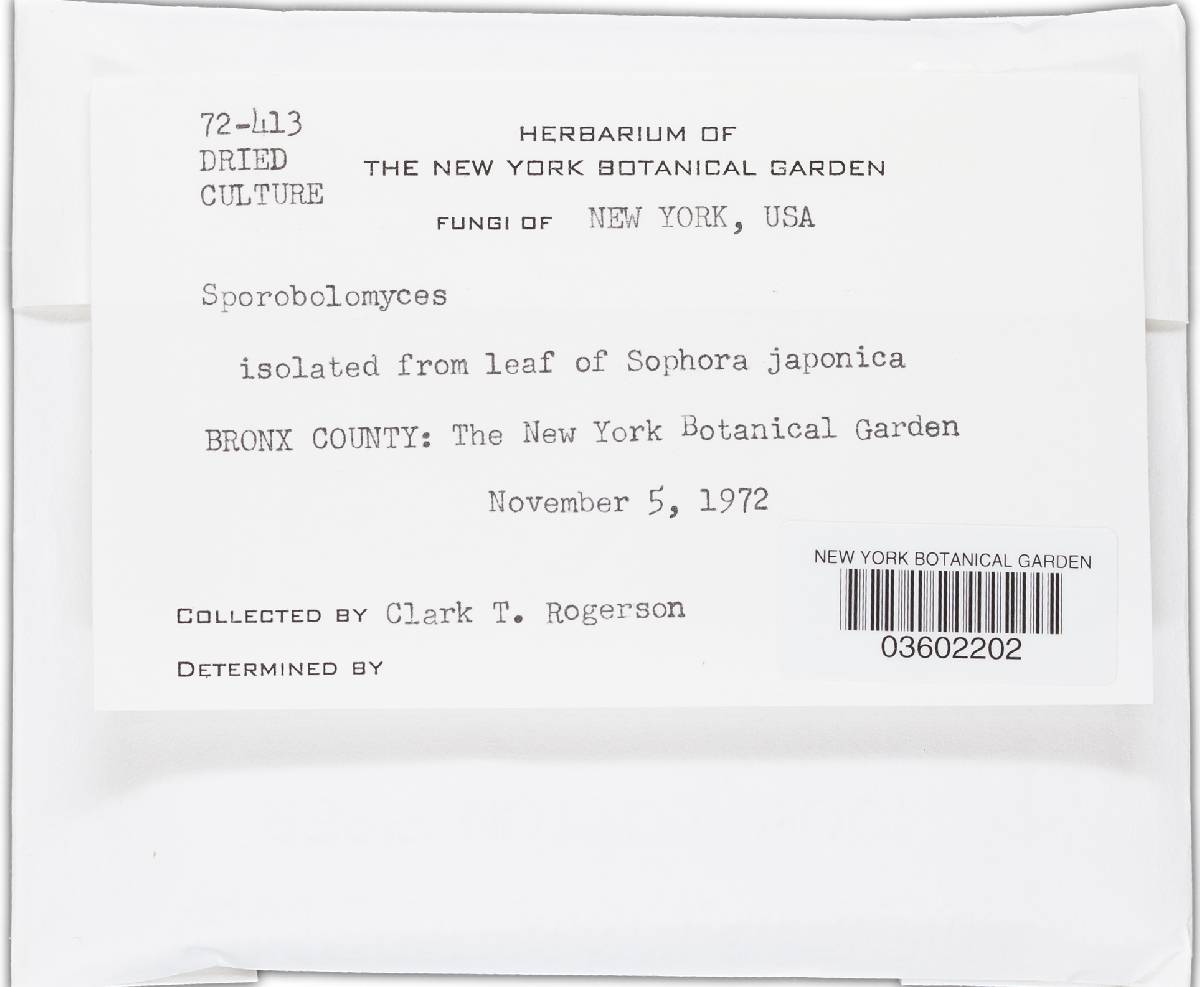 72-413
DRIED
CULTURE
HERBARIUM OF
THE NEW YORK BOTANICAL GARDEN
FUNGI OF NEW YORK, USA
Sporobolomyces
isolated from leaf of Sophora japonica
BRONX COUNTY: The New York Botanical Garden
November 5, 1972
COLLECTED BY Clark T. Rogerson
DETERMINED BY
NEW YORK BOTANICAL GARDEN
03602202